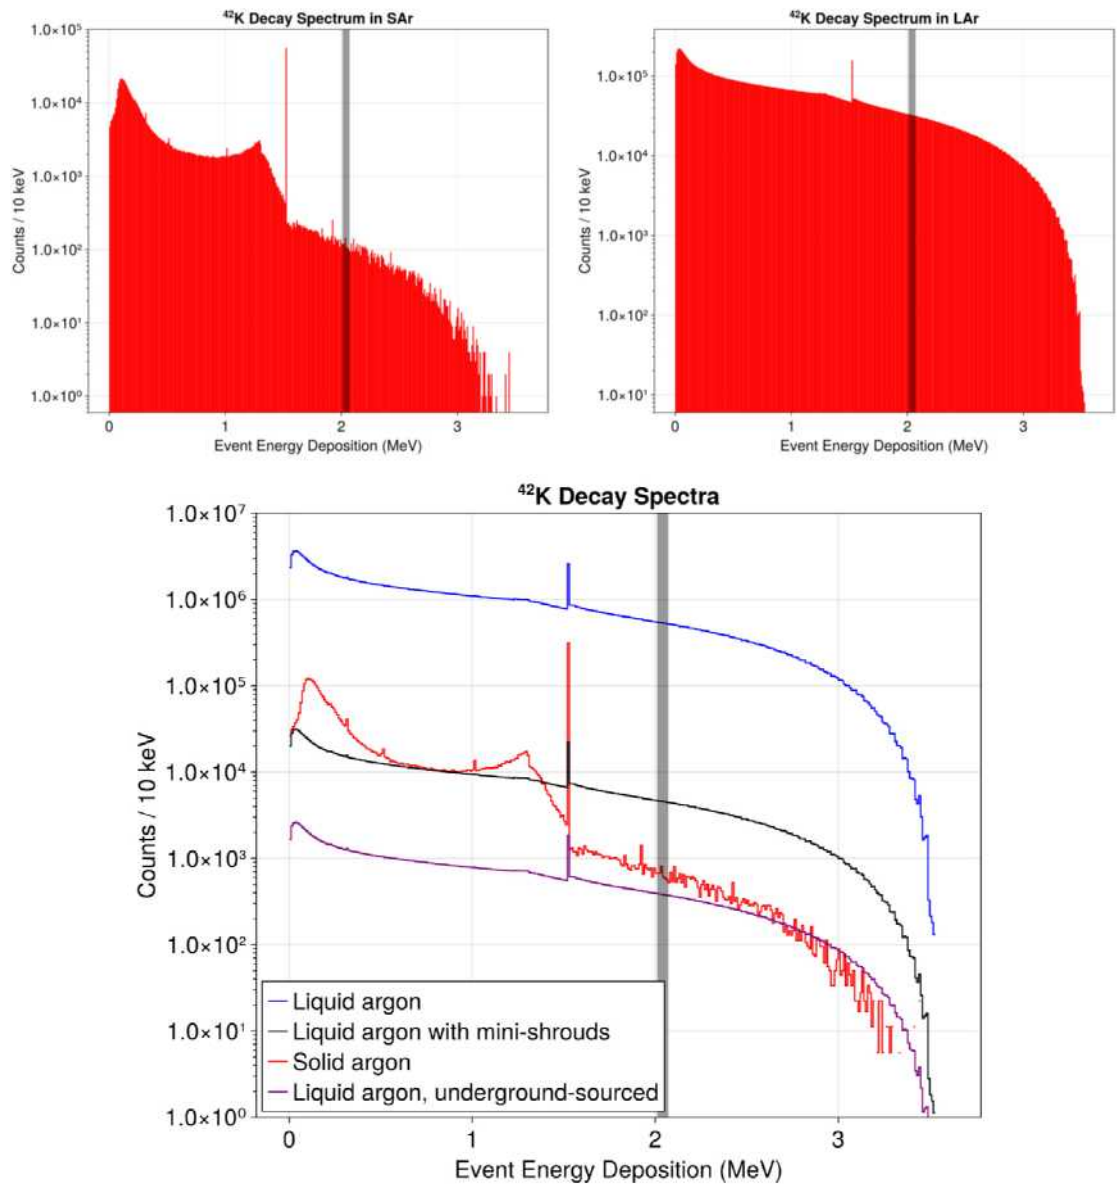 ⁴²K Decay Spectrum in SAr
Counts / 10 keV
1.0×10⁵
1.0×10⁴
1.0×10³
1.0×10²
1.0×10¹
1.0×10⁰
0 1 2 3
Event Energy Deposition (MeV)
⁴²K Decay Spectrum in LAr
Counts / 10 keV
1.0×10⁵
1.0×10⁴
1.0×10³
1.0×10²
1.0×10¹
0 1 2 3
Event Energy Deposition (MeV)
⁴²K Decay Spectra
Counts / 10 keV
1.0×10⁷
1.0×10⁶
1.0×10⁵
1.0×10⁴
1.0×10³
1.0×10²
1.0×10¹
1.0×10⁰
Liquid argon
Liquid argon with mini-shrouds
Solid argon
Liquid argon, underground-sourced
0 1 2 3
Event Energy Deposition (MeV)